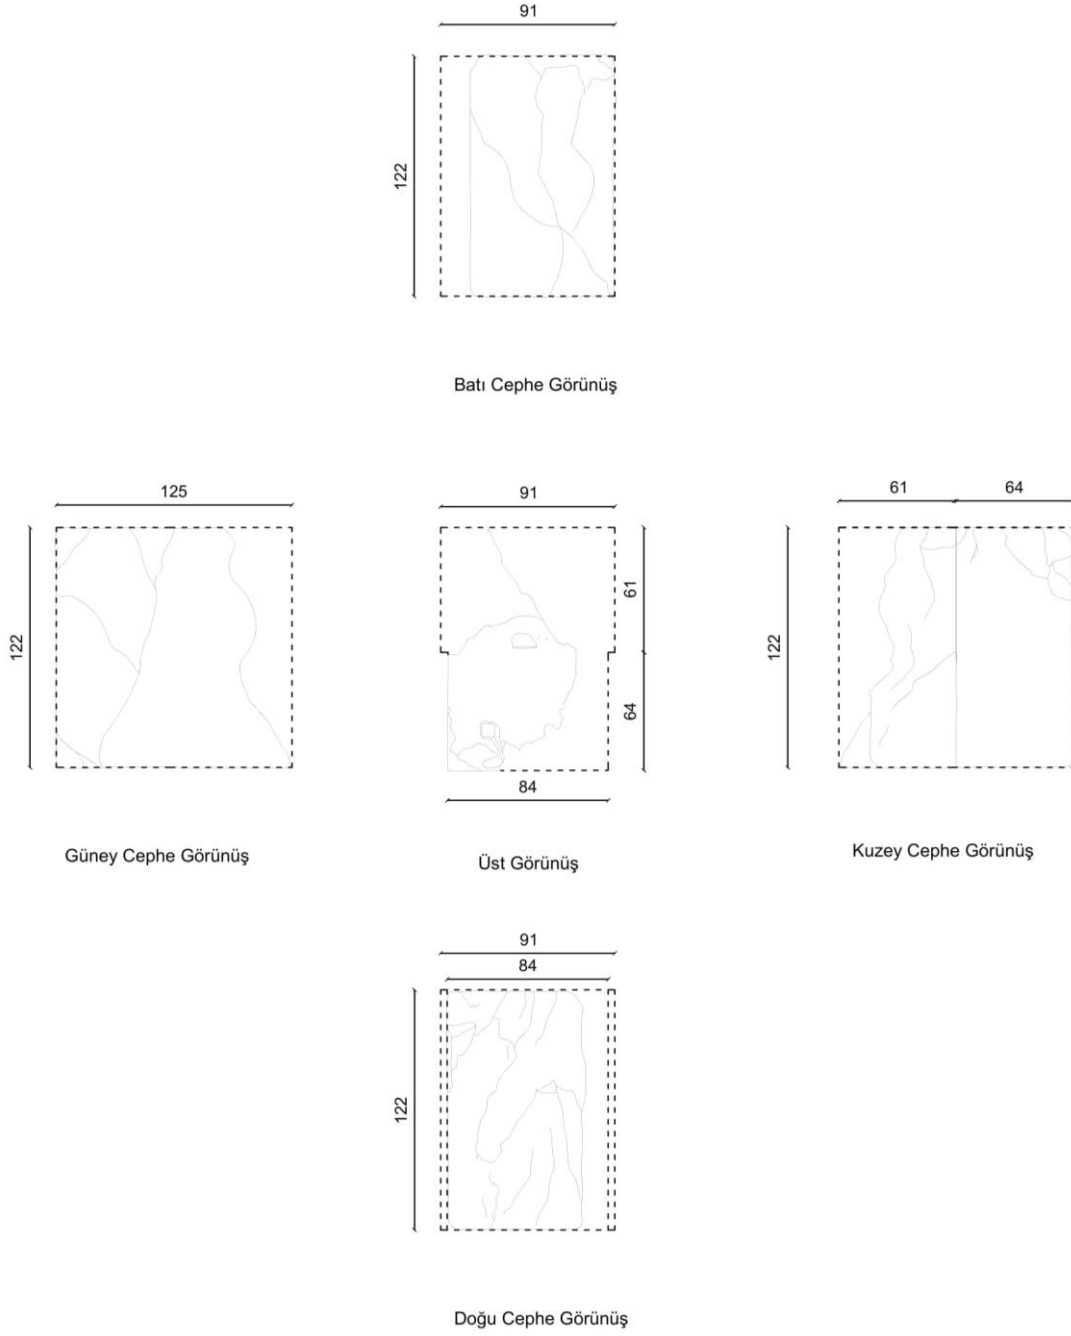 91
122
Batı Cephe Görünüş
125
122
Güney Cephe Görünüş
91
61
64
84
Üst Görünüş
61 64
122
Kuzey Cephe Görünüş
91
84
122
Doğu Cephe Görünüş